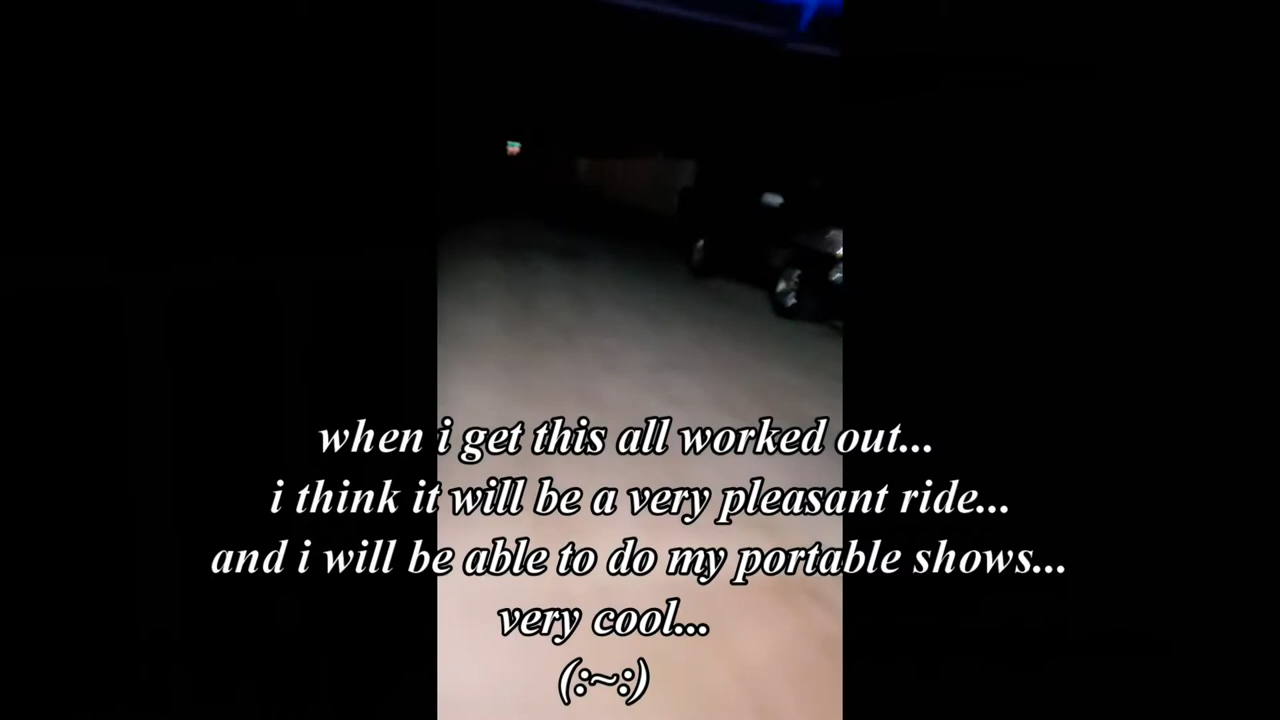 when i get this all worked out...
i think it will be a very pleasant ride...
and i will be able to do my portable shows...
very cool...
(:~:)